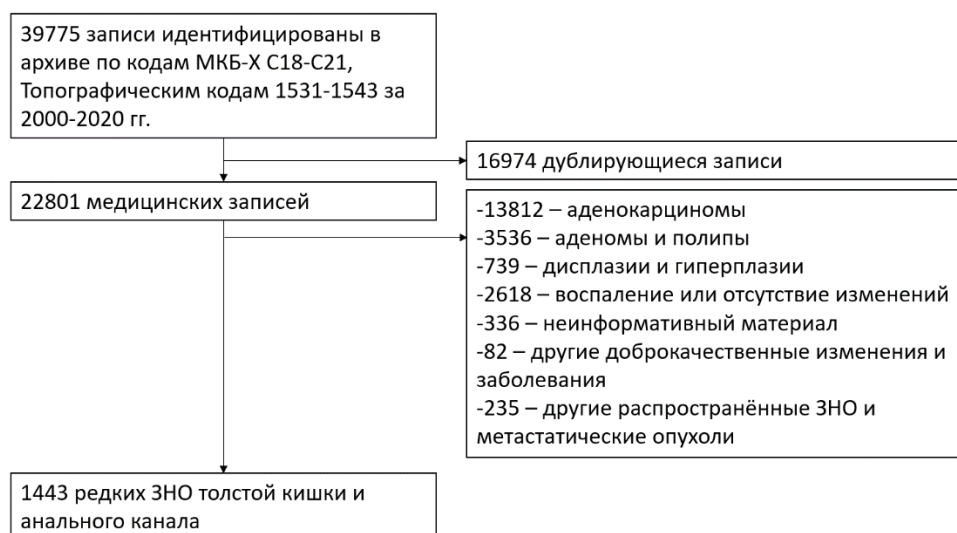 39775 записи идентифицированы в
архиве по кодам МКБ-X C18-C21,
Топографическим кодам 1531-1543 за
2000-2020 гг.
16974 дублирующиеся записи
22801 медицинских записей
-13812 – аденокарциномы
-3536 – аденомы и полипы
-739 – дисплазии и гиперплазии
-2618 – воспаление или отсутствие изменений
-336 – неинформативный материал
-82 – другие доброкачественные изменения и
заболевания
-235 – другие распространённые ЗНО и
метастатические опухоли
1443 редких ЗНО толстой кишки и
анального канала